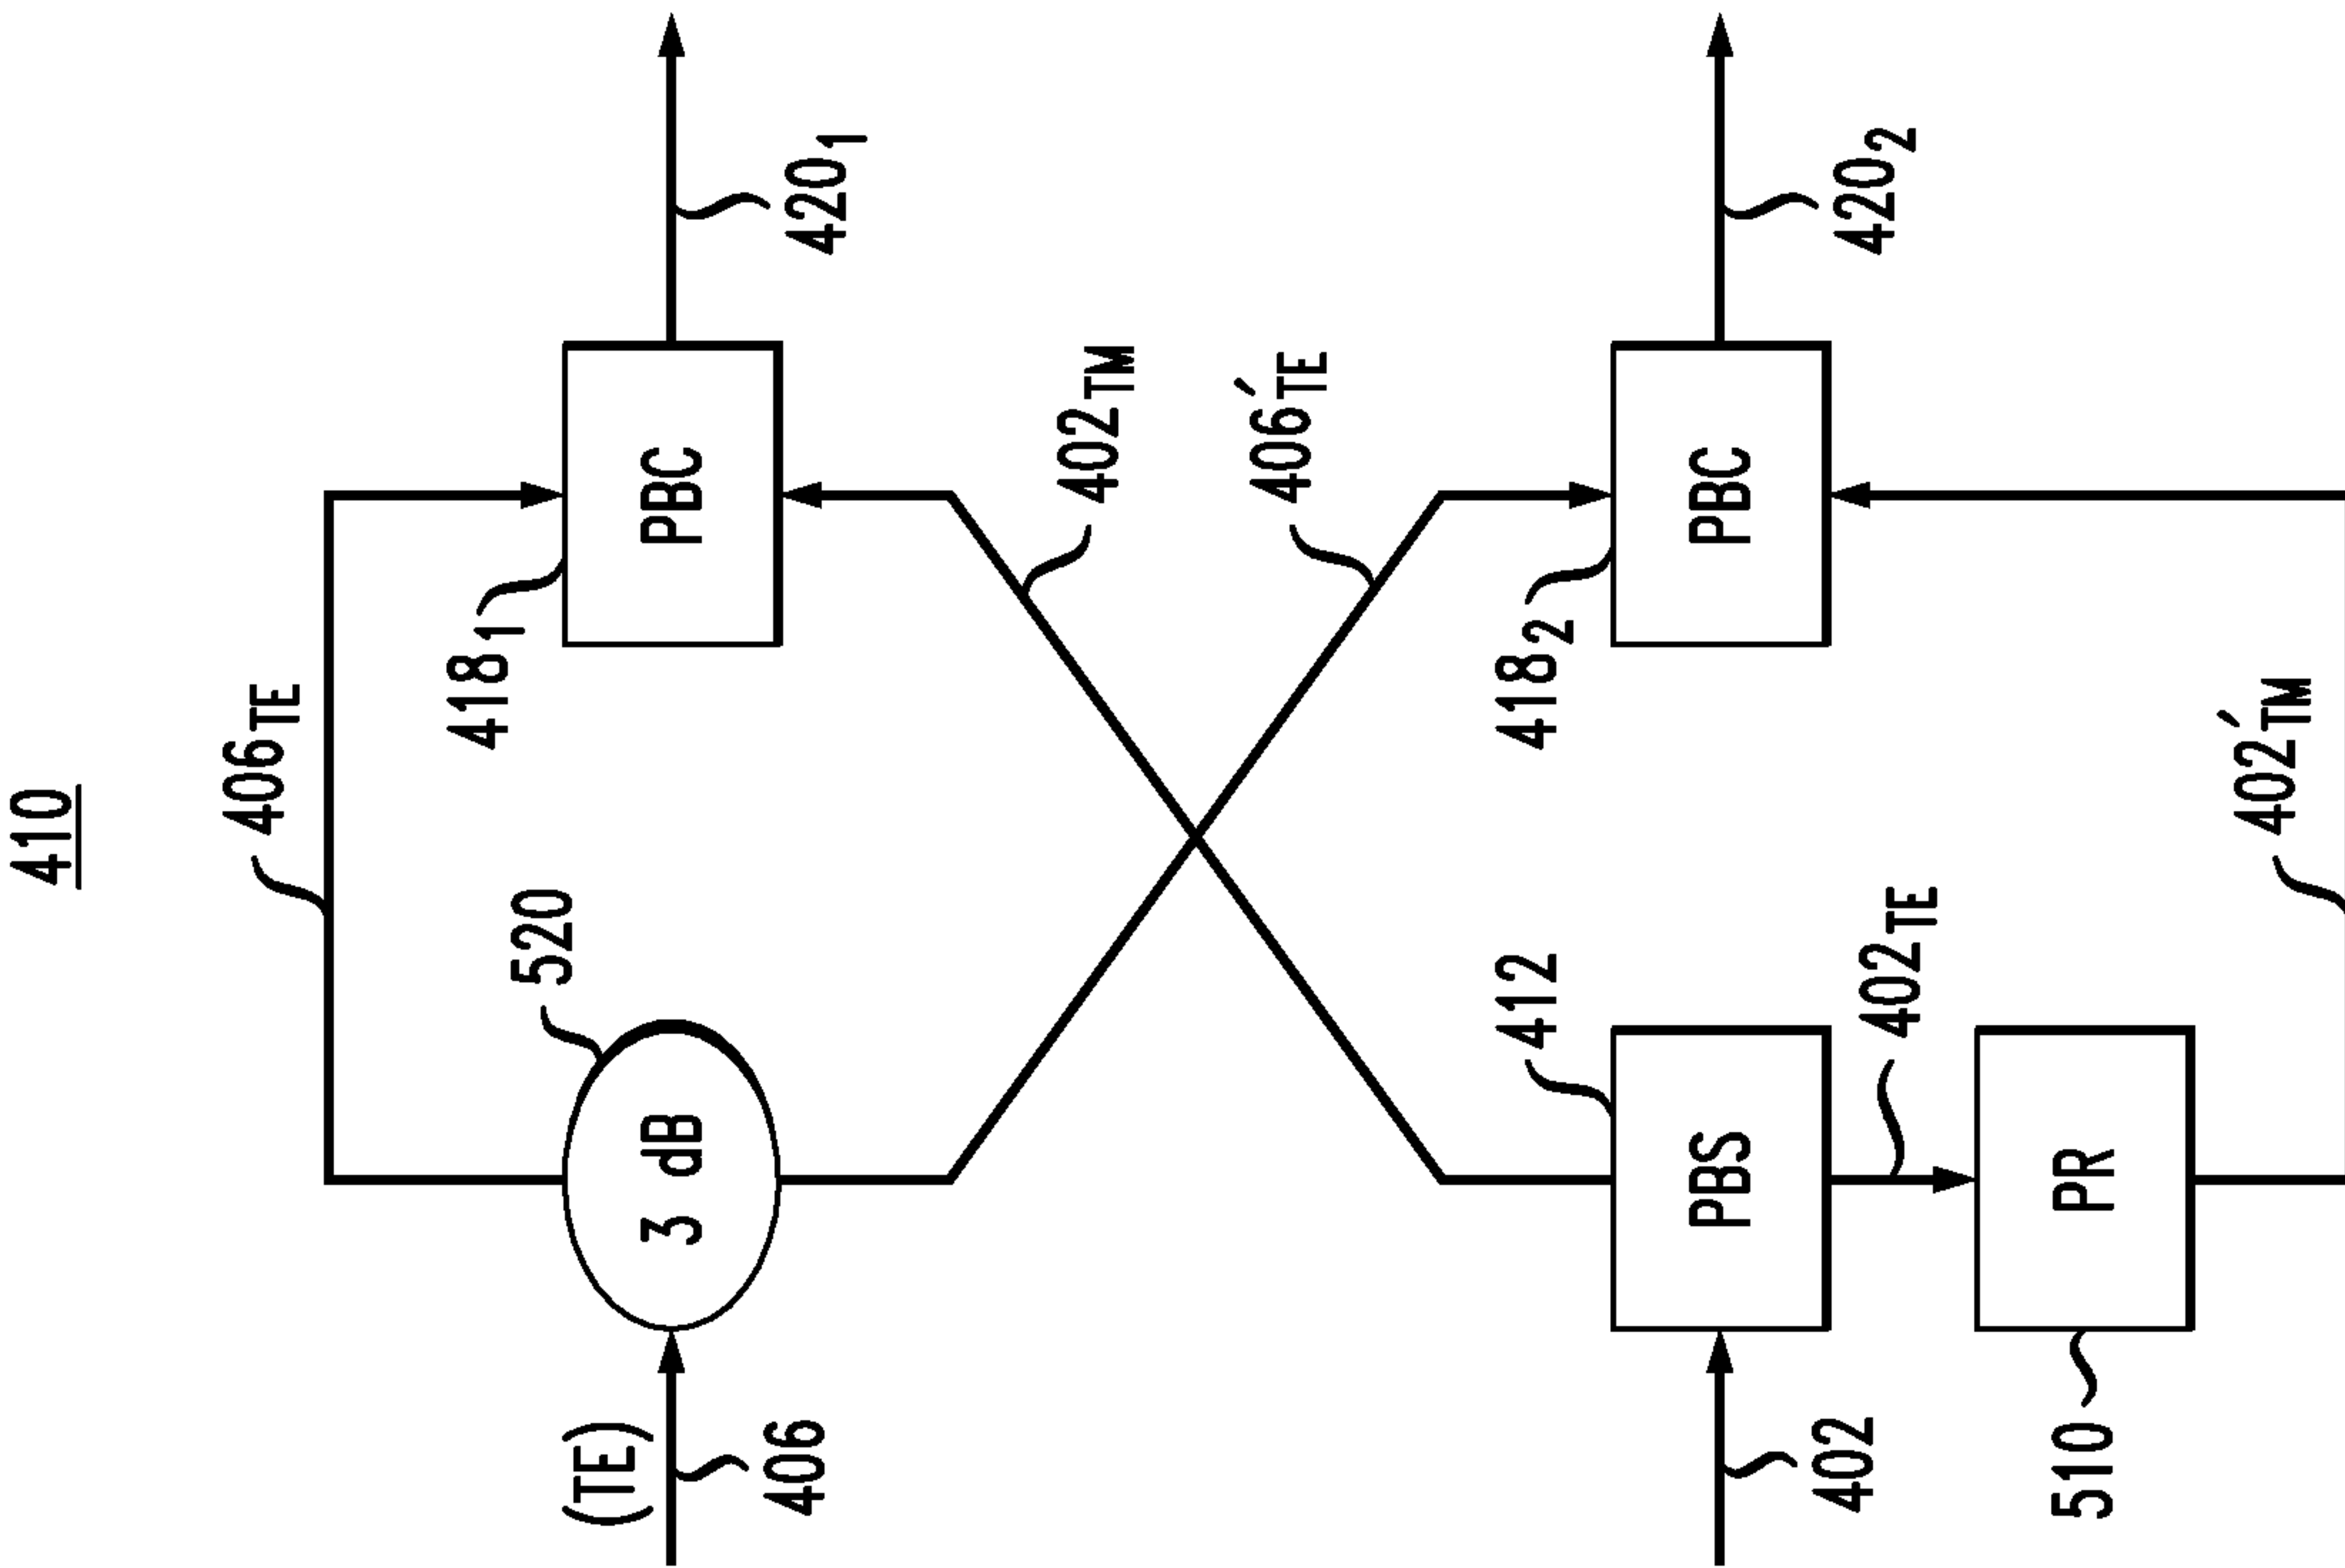 410
406TE
418₁
520
(TE)
3 dB
PBC
406
420₁
402TM
406′TE
412
418₂
PBS
PBC
402
420₂
402TE
510
PR
402′TM